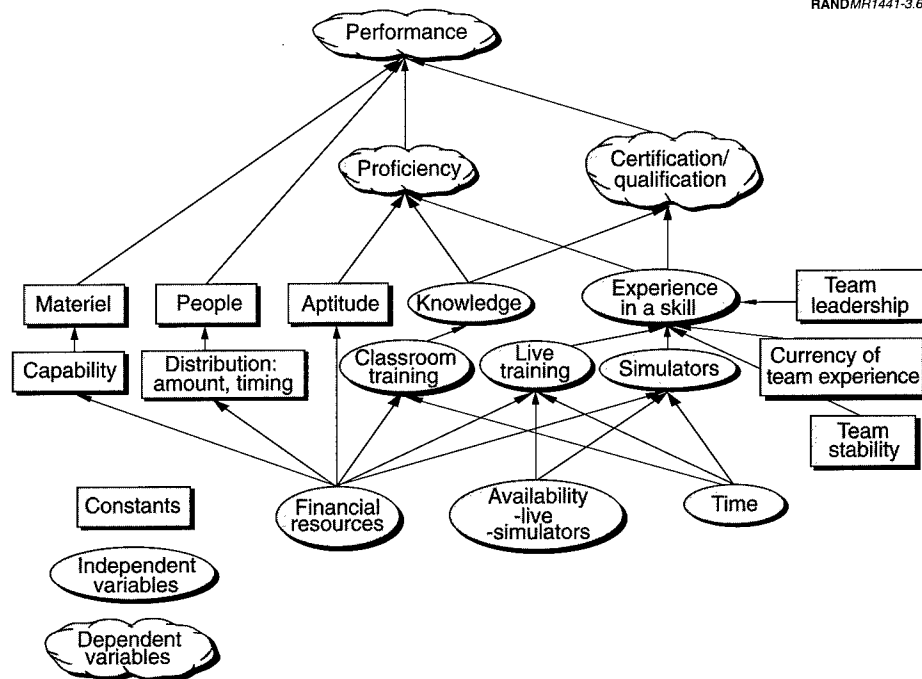 RANDMR1441-3.6
Performance
Proficiency
Certification/
qualification
Materiel
People
Aptitude
Knowledge
Experience
in a skill
Team
leadership
Capability
Distribution:
amount, timing
Classroom
training
Live
training
Simulators
Currency of
team experience
Team
stability
Constants
Financial
resources
Availability
-live
-simulators
Time
Independent
variables
Dependent
variables